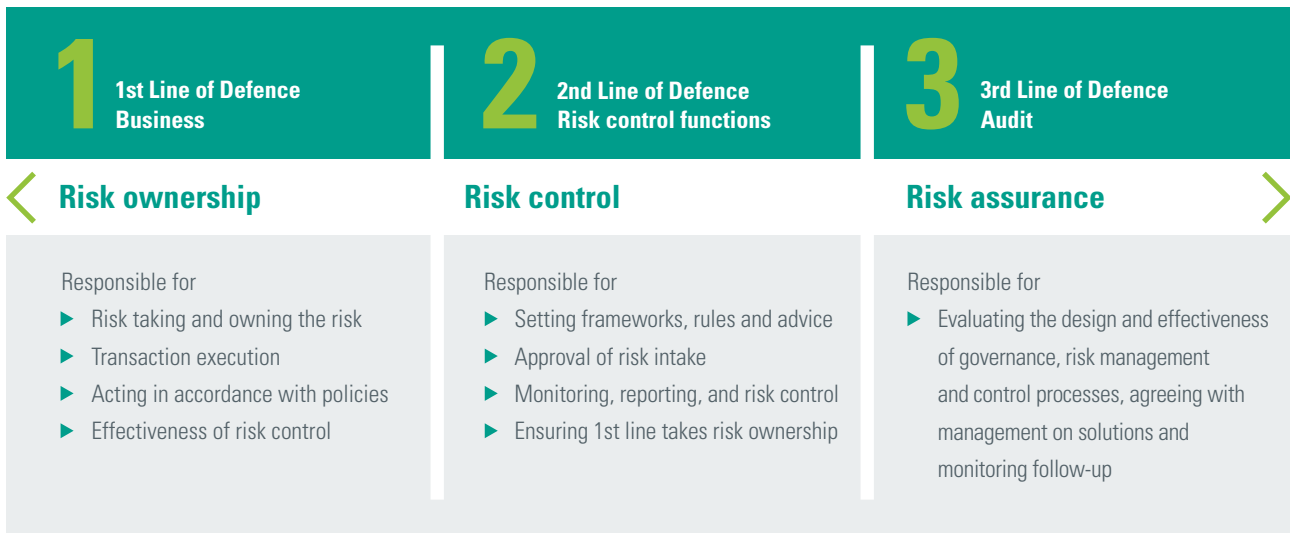 1
1st Line of Defence
Business
Risk ownership
Responsible for
Risk taking and owning the risk
Transaction execution
Acting in accordance with policies
Effectiveness of risk control
2
2nd Line of Defence
Risk control functions
Risk control
Responsible for
Setting frameworks, rules and advice
Approval of risk intake
Monitoring, reporting, and risk control
Ensuring 1st line takes risk ownership
3
3rd Line of Defence
Audit
Risk assurance
Responsible for
Evaluating the design and effectiveness
of governance, risk management
and control processes, agreeing with
management on solutions and
monitoring follow-up